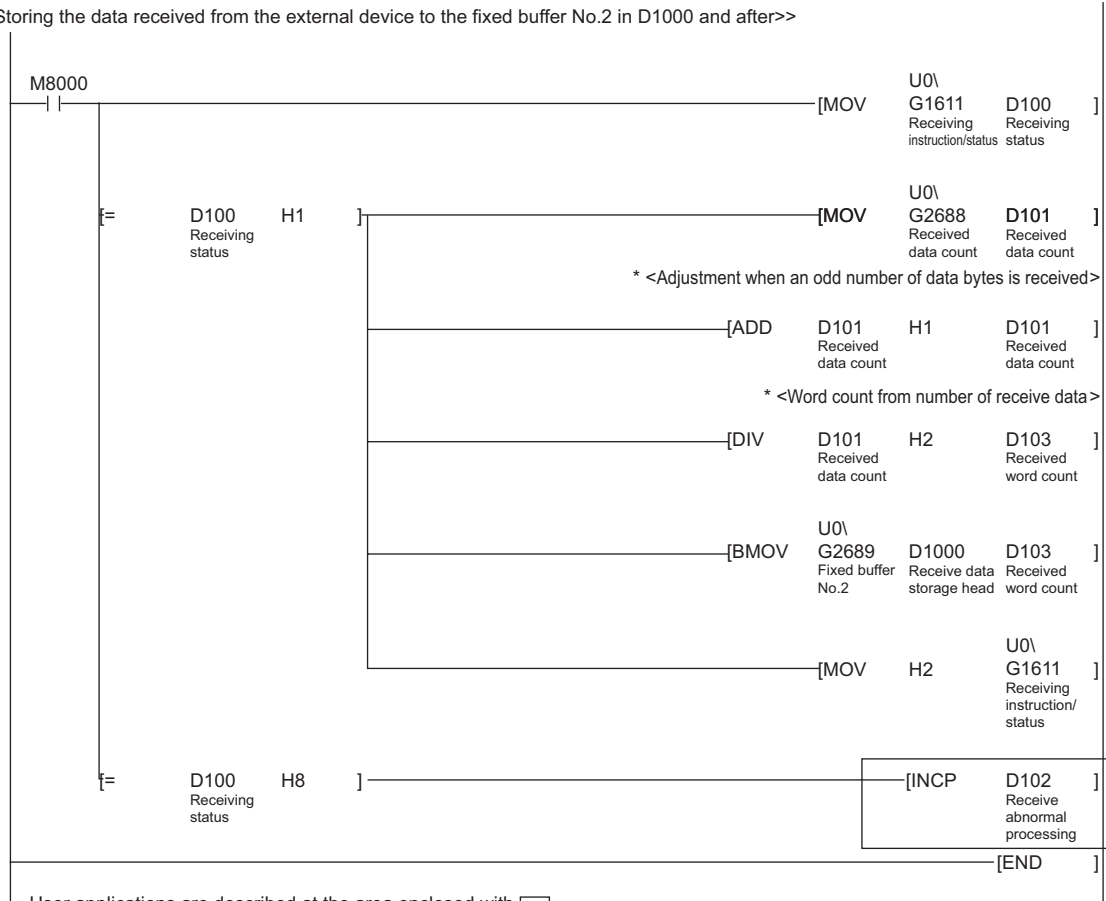 Storing the data received from the external device to the fixed buffer No.2 in D1000 and after>>
M8000
U0\
[MOV G1611 D100 ]
Receiving Receiving
instruction/status status
U0\
[= D100 H1 ] [MOV G2688 D101 ]
Receiving Received Received
status data count data count
* <Adjustment when an odd number of data bytes is received>
[ADD D101 H1 D101 ]
Received Received
data count data count
* <Word count from number of receive data>
[DIV D101 H2 D103 ]
Received Received
data count word count
U0\
[BMOV G2689 D1000 D103 ]
Fixed buffer Receive data Received
No.2 storage head word count
U0\
[MOV H2 G1611 ]
Receiving
instruction/
status
[= D100 H8 ] [INCP D102 ]
Receiving Receive
status abnormal
processing
[END ]
User applications are described at the area enclosed with